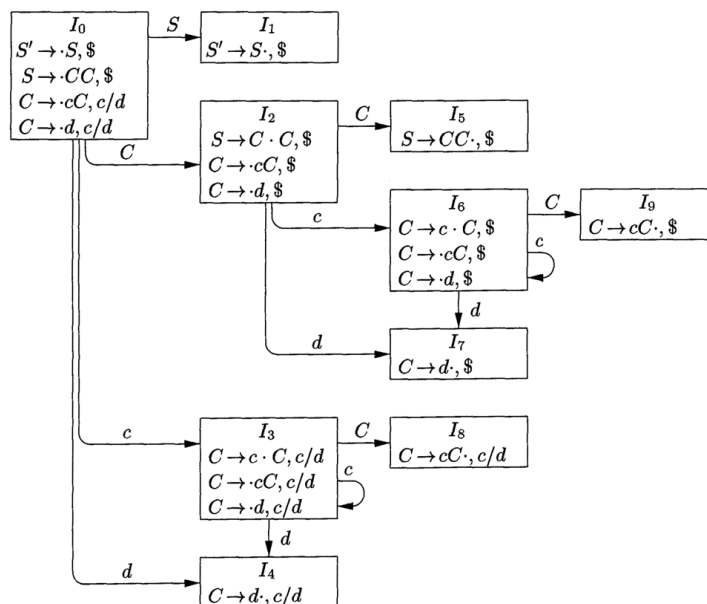 I₀
S′ → ·S, $
S → ·CC, $
C → ·cC, c/d
C → ·d, c/d
S
I₁
S′ → S·, $
C
I₂
S → C · C, $
C → ·cC, $
C → ·d, $
C
I₅
S → CC·, $
c
I₆
C → c · C, $
C → ·cC, $
C → ·d, $
C
I₉
C → cC·, $
c
d
d
I₇
C → d·, $
c
I₃
C → c · C, c/d
C → ·cC, c/d
C → ·d, c/d
C
I₈
C → cC·, c/d
c
d
d
I₄
C → d·, c/d